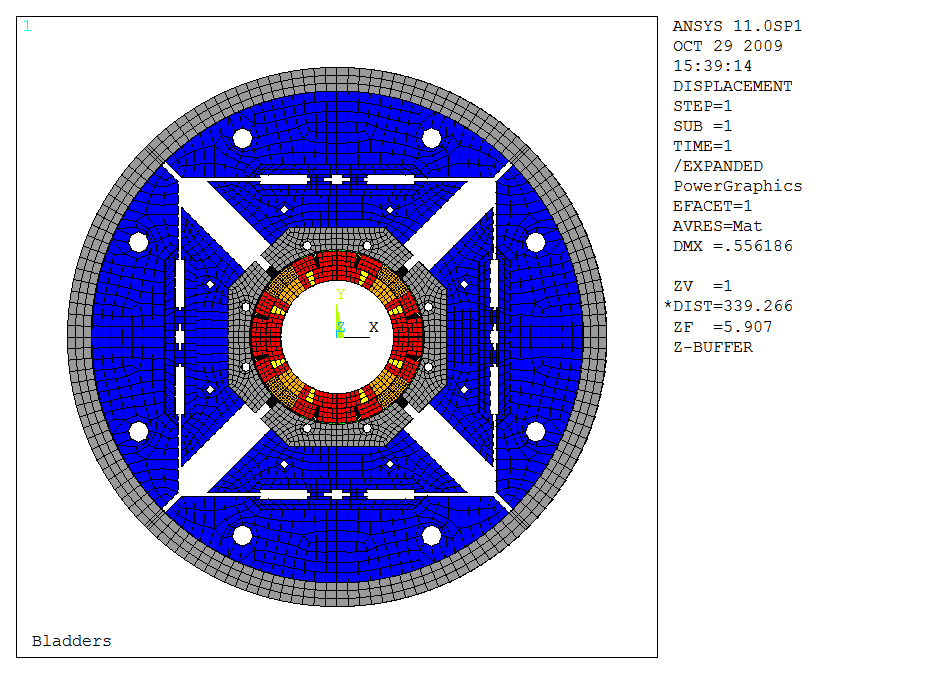 1
ANSYS 11.0SP1
OCT 29 2009
15:39:14
DISPLACEMENT
STEP=1
SUB =1
TIME=1
/EXPANDED
PowerGraphics
EFACET=1
AVRES=Mat
DMX =.556186
ZV  =1
*DIST=339.266
ZF  =5.907
Z-BUFFER
Y
Z X
Bladders